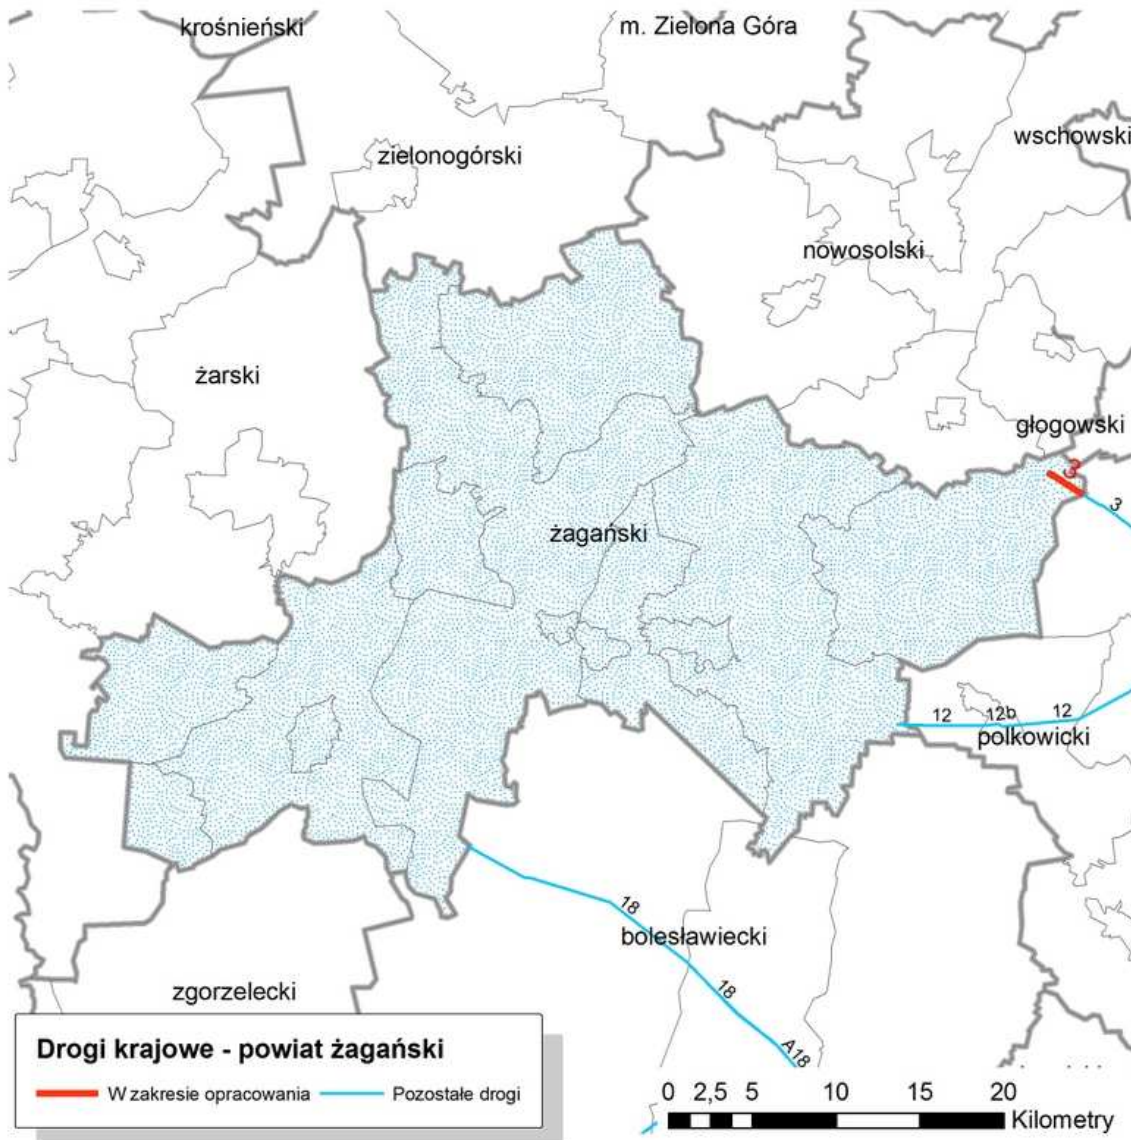 krośnieński
m. Zielona Góra
wschowski
zielonogórski
nowosolski
żarski
głogowski
3
3
żagański
12
12b
12
polkowicki
18
bolesławiecki
18
zgorzelecki
A18
Drogi krajowe - powiat żagański
W zakresie opracowania
Pozostałe drogi
0 2,5 5 10 15 20
Kilometry